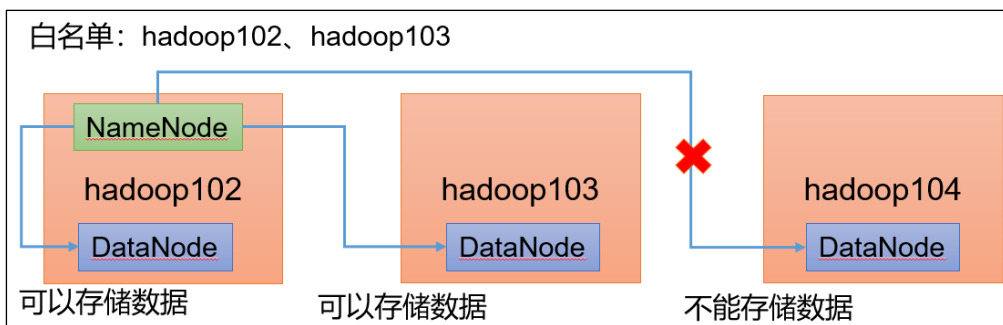 白名单：hadoop102、hadoop103
NameNode
hadoop102
hadoop103
hadoop104
DataNode
DataNode
DataNode
可以存储数据
可以存储数据
不能存储数据